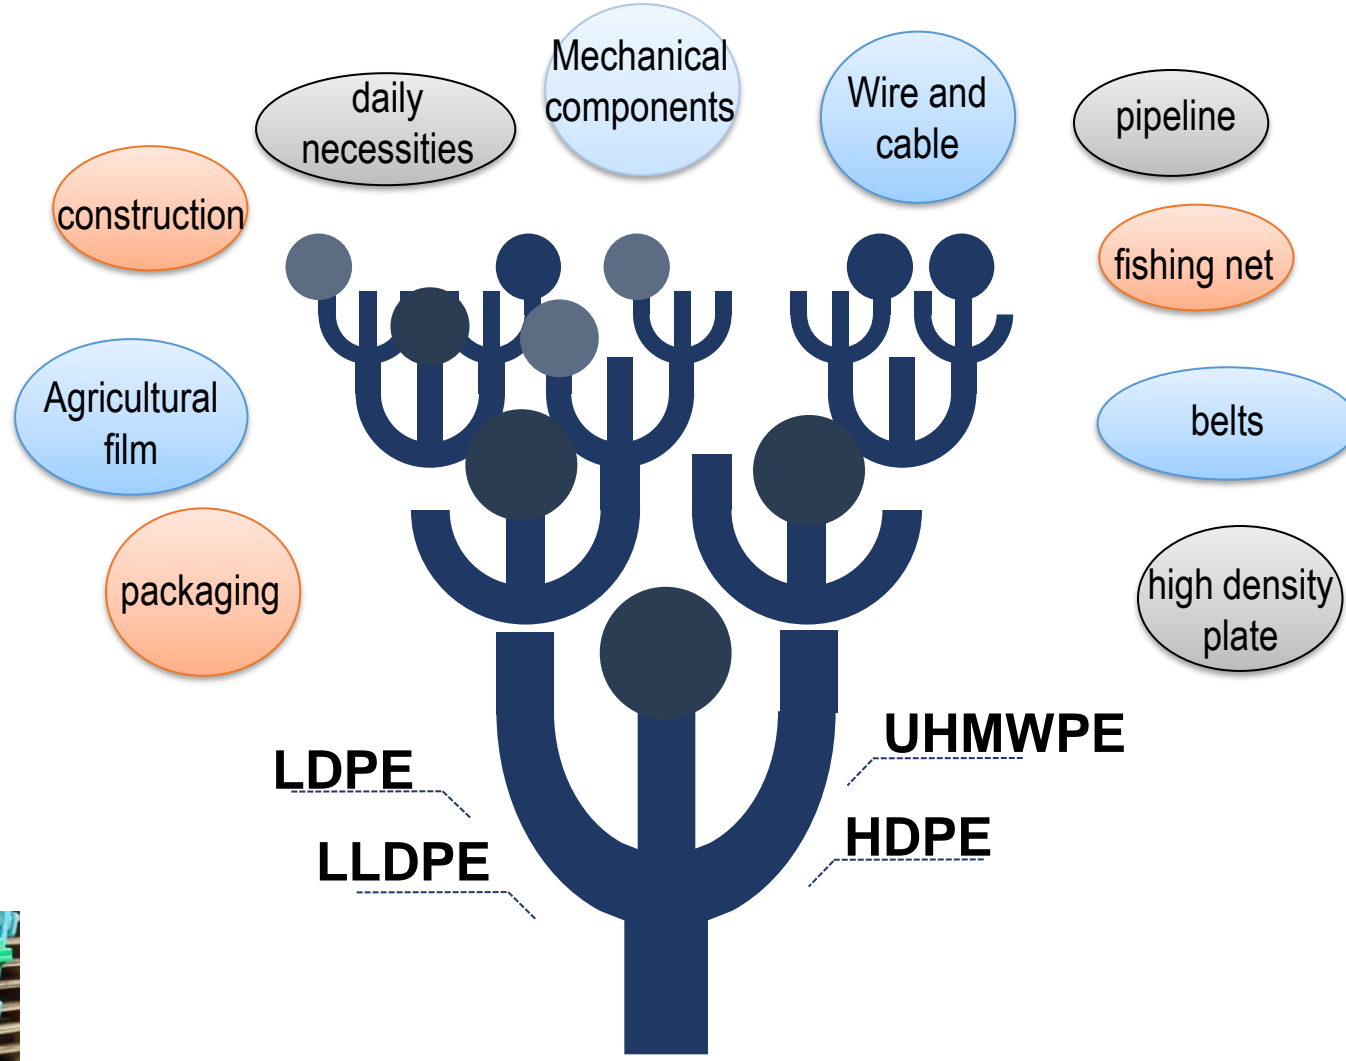 Mechanical
components
daily
necessities
Wire and
cable
pipeline
construction
fishing net
Agricultural
film
belts
packaging
high density
plate
UHMWPE
LDPE
HDPE
LLDPE